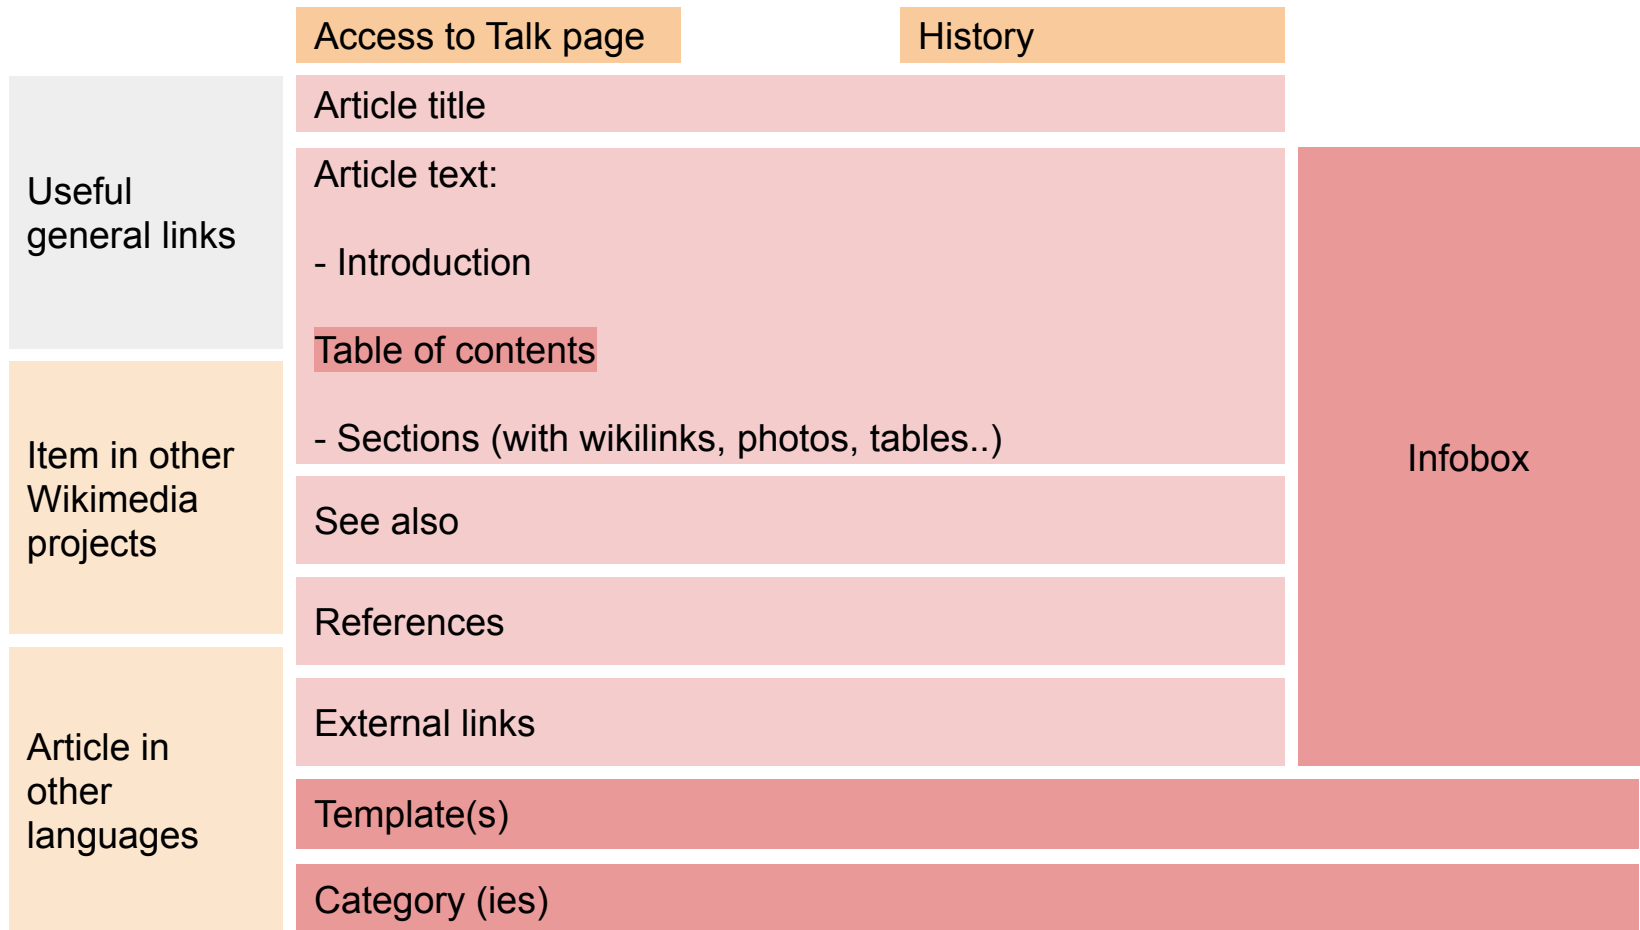 Access to Talk page
History
Article title
Useful
general links
Article text:
- Introduction
Table of contents
- Sections (with wikilinks, photos, tables..)
Infobox
Item in other
Wikimedia
projects
See also
References
External links
Article in
other
languages
Template(s)
Category (ies)